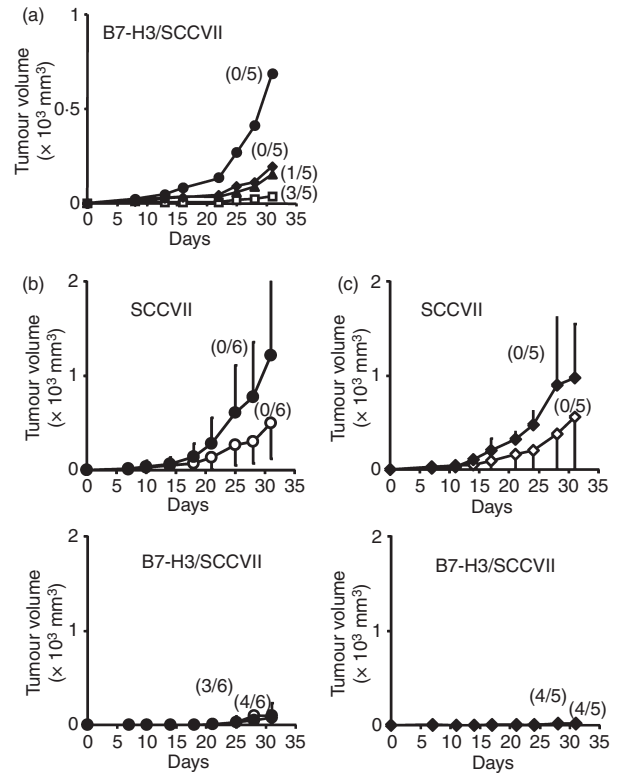 (a)
B7-H3/SCCVII
Tumour volume
(× 10³ mm³)
1
0·5
0
(0/5)
(0/5)
(1/5)
(3/5)
0 5 10 15 20 25 30 35
Days
(b)
SCCVII
Tumour volume
(× 10³ mm³)
2
1
0
(0/6)
(0/6)
0 5 10 15 20 25 30 35
Days
(c)
SCCVII
Tumour volume
(× 10³ mm³)
2
1
0
(0/5)
(0/5)
0 5 10 15 20 25 30 35
Days
B7-H3/SCCVII
Tumour volume
(× 10³ mm³)
2
1
0
(3/6)
(4/6)
0 5 10 15 20 25 30 35
Days
B7-H3/SCCVII
Tumour volume
(× 10³ mm³)
2
1
0
(4/5)
(4/5)
0 5 10 15 20 25 30 35
Days